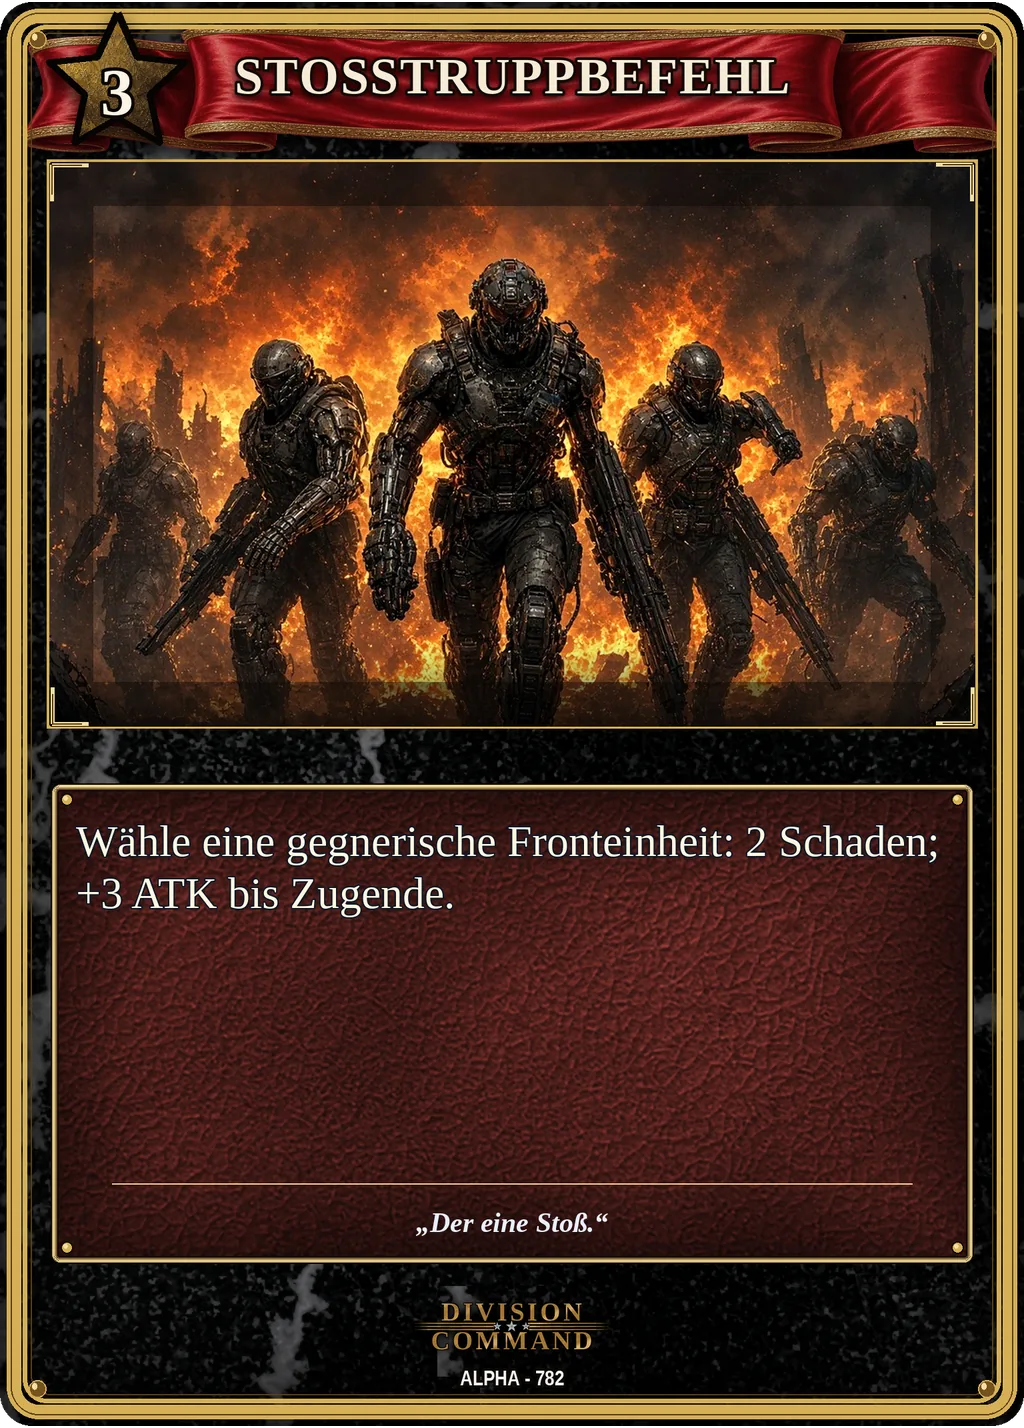 3
STOSSTRUPPBEFEHL
Wähle eine gegnerische Fronteinheit: 2 Schaden;
+3 ATK bis Zugende.
„Der eine Stoß.“
DIVISION
COMMAND
ALPHA - 782